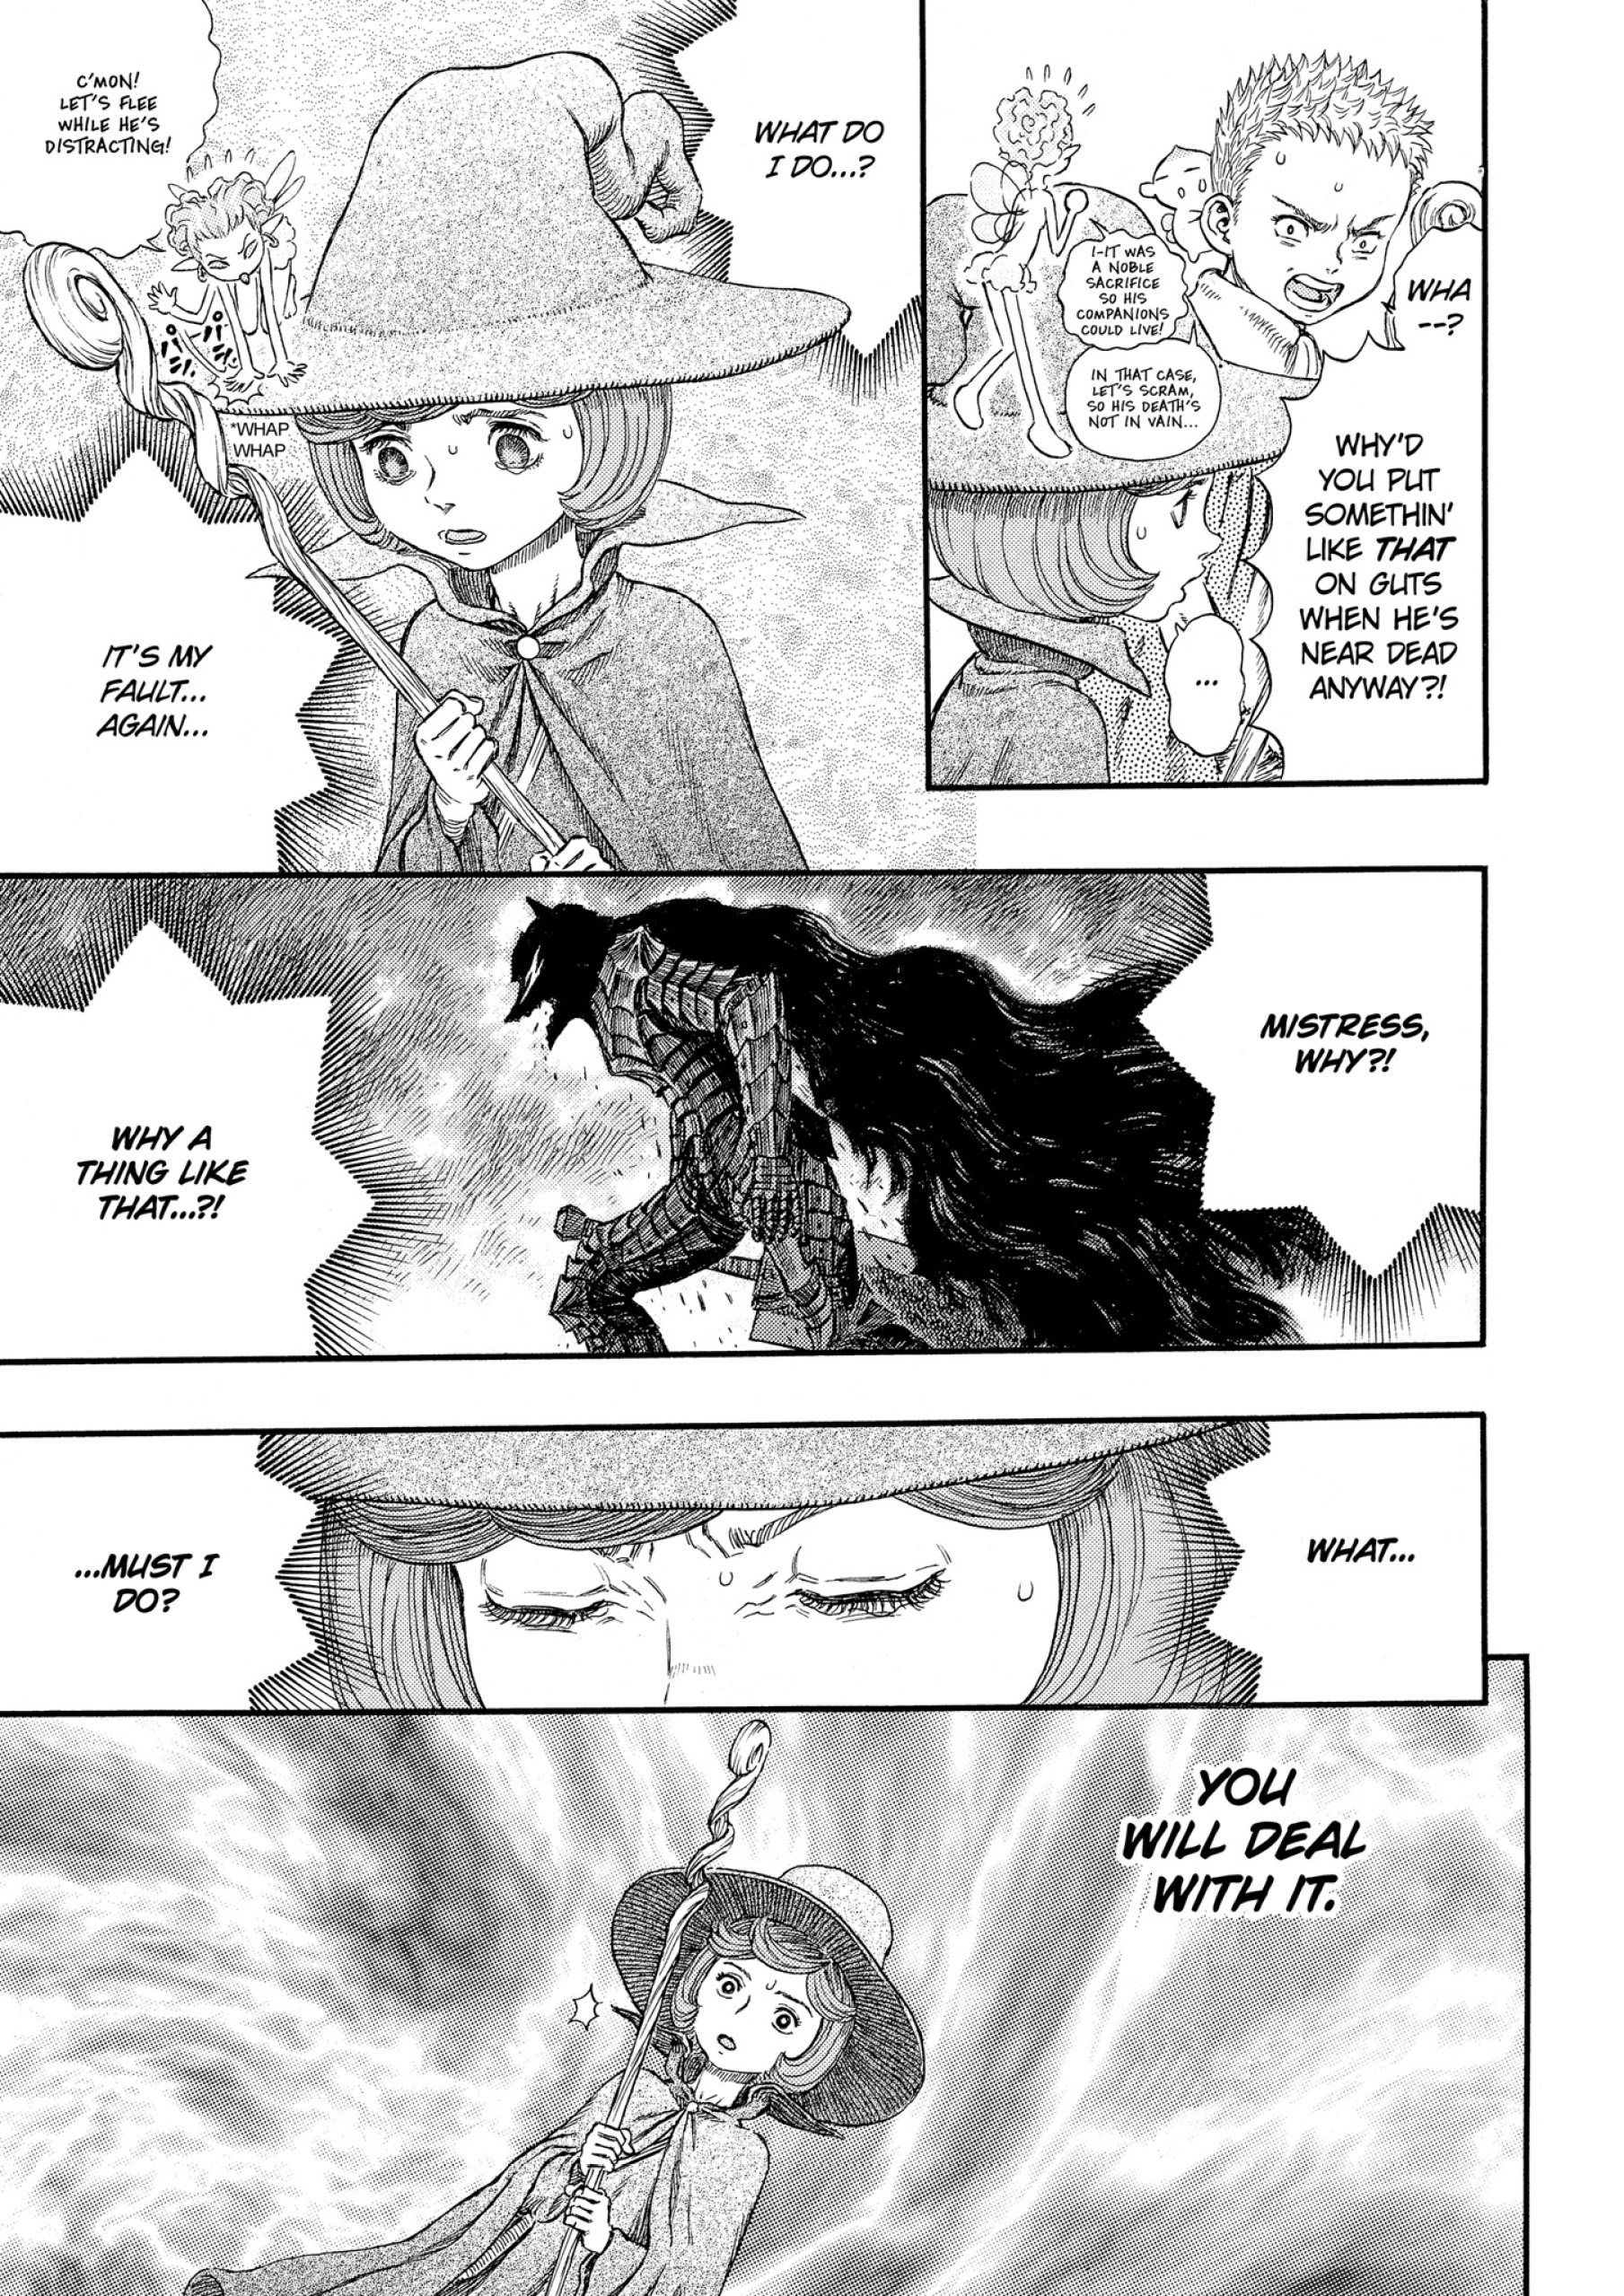 WHA
--?
I-IT WAS
A NOBLE
SACRIFICE
SO HIS
COMPANIONS
COULD LIVE!
IN THAT CASE,
LET'S SCRAM,
SO HIS DEATH'S
NOT IN VAIN...
WHY'D
YOU PUT
SOMETHIN'
LIKE THAT
ON GUTS
WHEN HE'S
NEAR DEAD
ANYWAY?!
...
WHAT DO
I DO...?
C'MON!
LET'S FLEE
WHILE HE'S
DISTRACTING!
*WHAP
WHAP
IT'S MY
FAULT...
AGAIN...
MISTRESS,
WHY?!
WHY A
THING LIKE
THAT...?!
WHAT...
...MUST I
DO?
YOU
WILL DEAL
WITH IT.